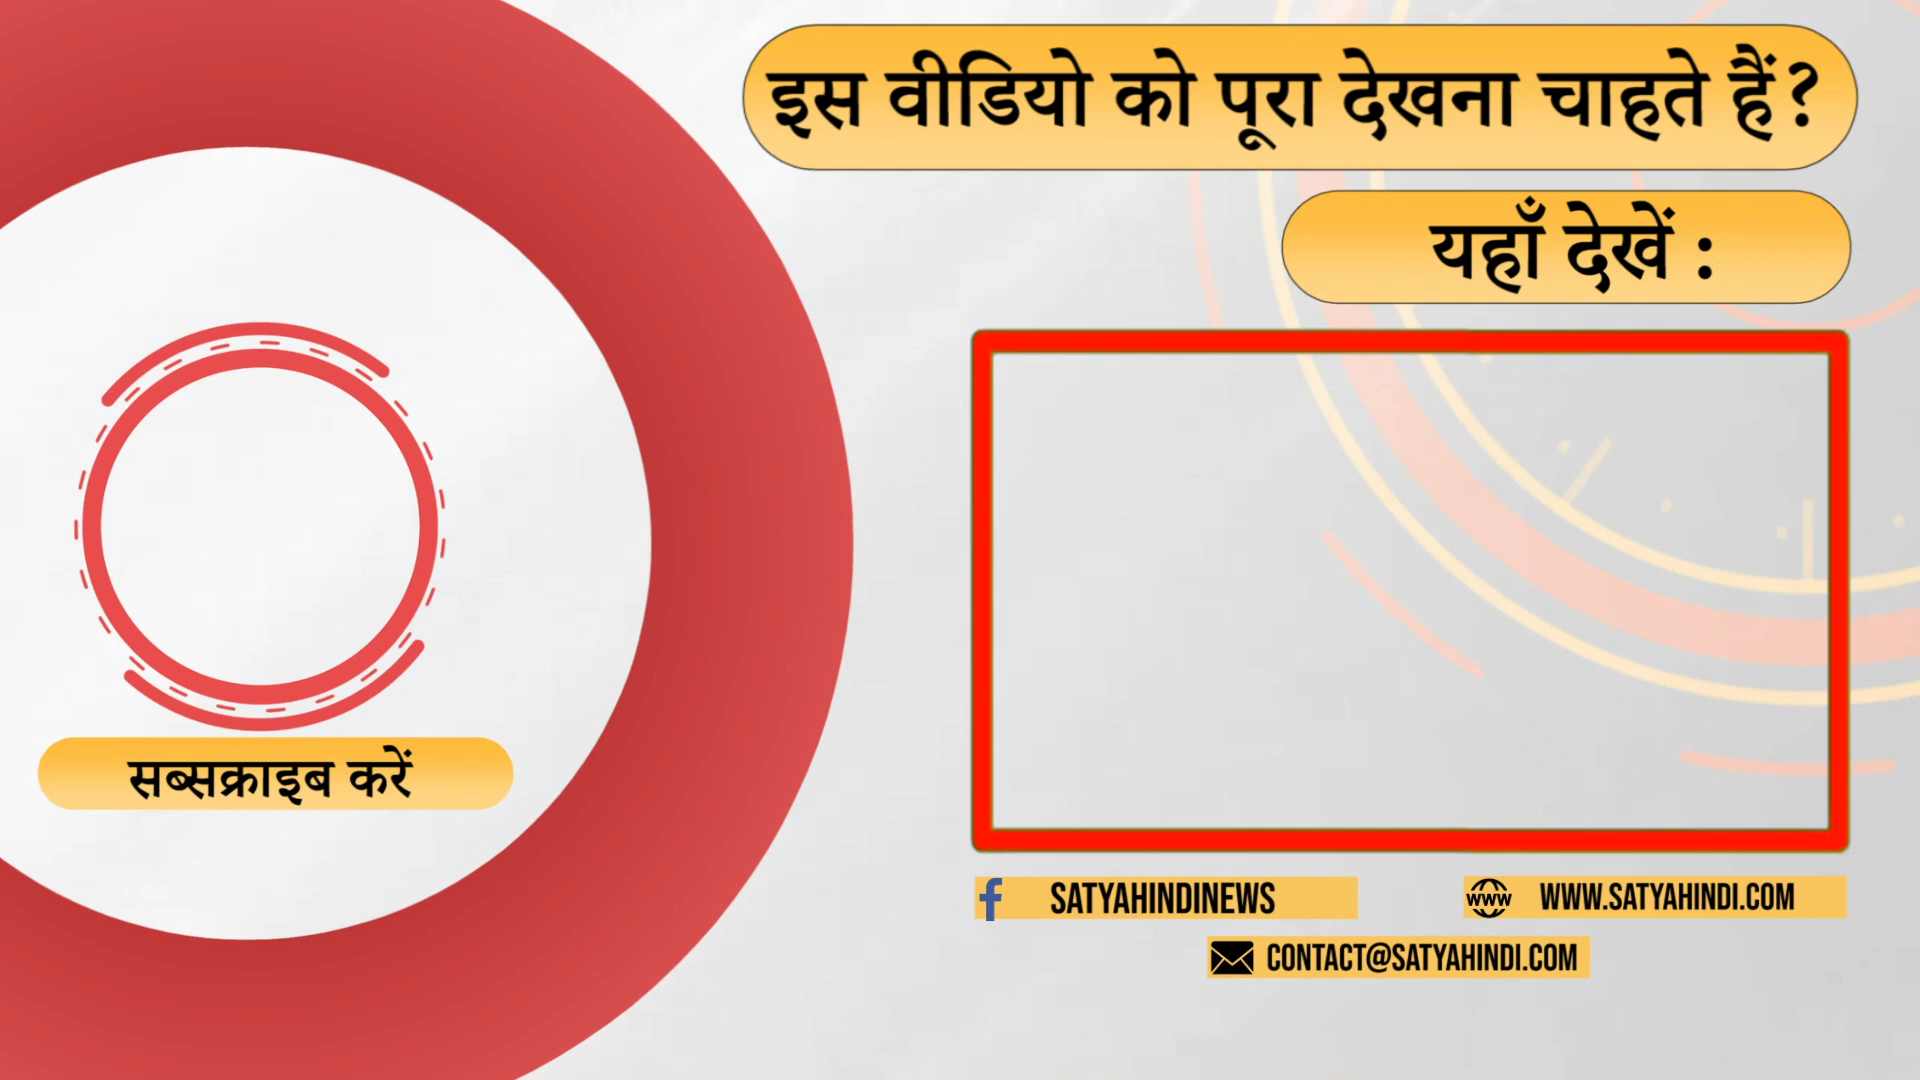 इस वीडियो को पूरा देखना चाहते हैं?
यहाँ देखें :
सब्सक्राइब करें
SATYAHINDINEWS
WWW WWW.SATYAHINDI.COM
CONTACT@SATYAHINDI.COM